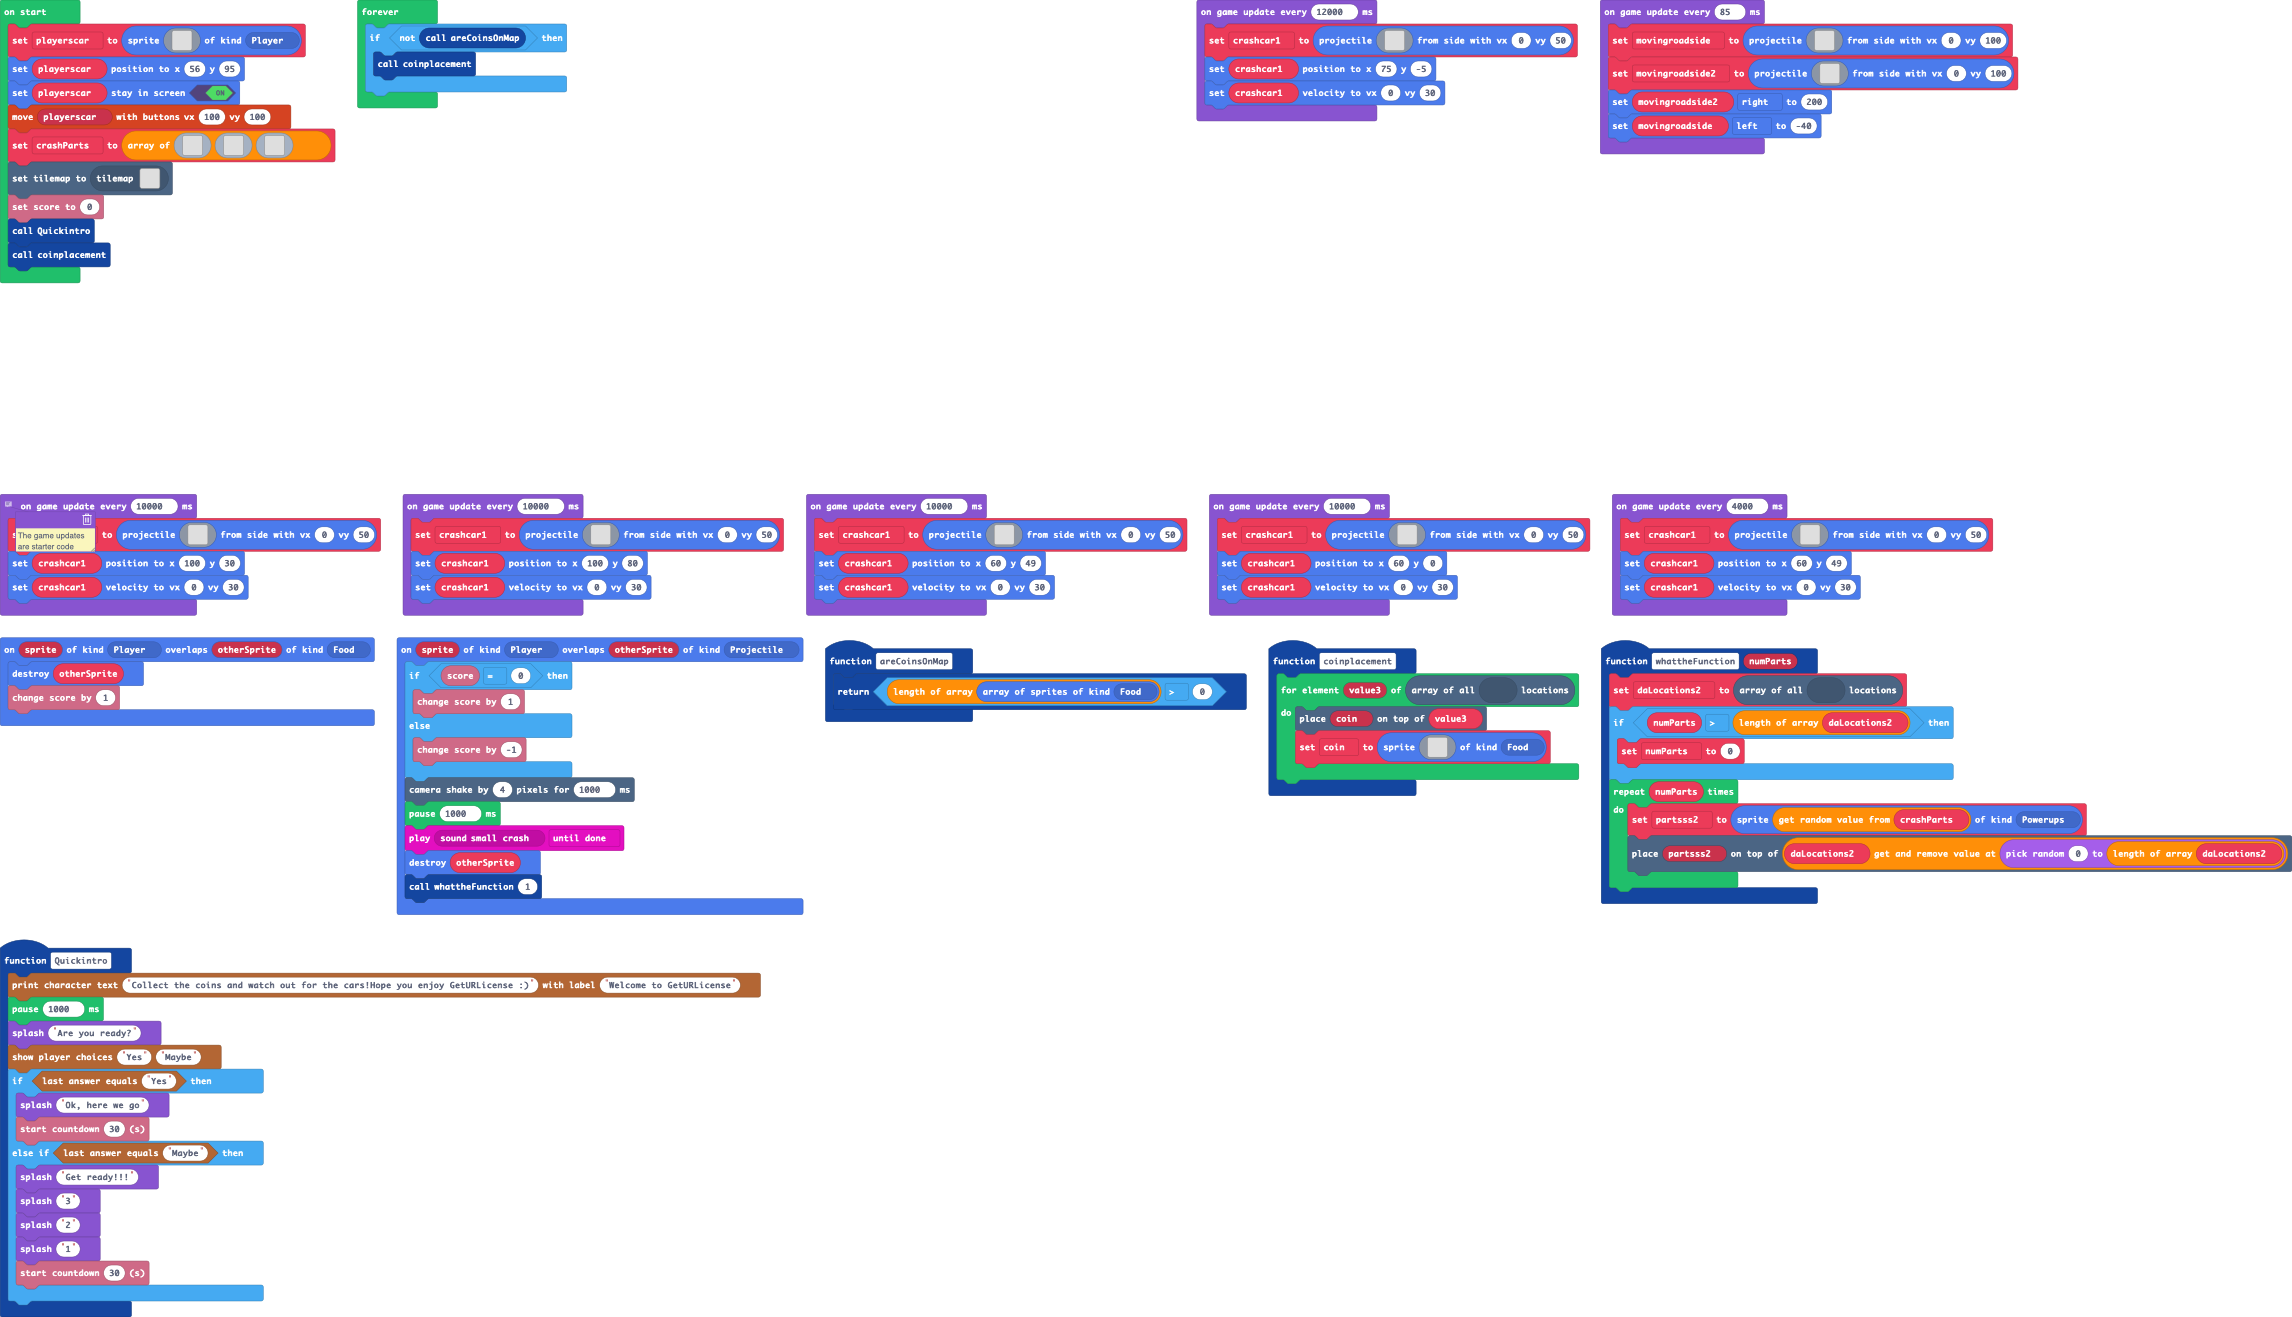 on start
set playerscar to sprite of kind Player
set playerscar position to x 56 y 95
set playerscar stay in screen ON
move playerscar with buttons vx 100 vy 100
set crashParts to array of
set tilemap to tilemap
set score to 0
call Quickintro
call coinplacement
forever
if not call areCoinsOnMap then
call coinplacement
on game update every 12000 ms
set crashcar1 to projectile from side with vx 0 vy 50
set crashcar1 position to x 75 y -5
set crashcar1 velocity to vx 0 vy 30
on game update every 85 ms
set movingroadside to projectile from side with vx 0 vy 100
set movingroadside2 to projectile from side with vx 0 vy 100
set movingroadside2 right to 200
set movingroadside left to -40
on game update every 10000 ms
The game updates
are starter code
to projectile from side with vx 0 vy 50
set crashcar1 position to x 100 y 30
set crashcar1 velocity to vx 0 vy 30
on game update every 10000 ms
set crashcar1 to projectile from side with vx 0 vy 50
set crashcar1 position to x 100 y 80
set crashcar1 velocity to vx 0 vy 30
on game update every 10000 ms
set crashcar1 to projectile from side with vx 0 vy 50
set crashcar1 position to x 60 y 49
set crashcar1 velocity to vx 0 vy 30
on game update every 10000 ms
set crashcar1 to projectile from side with vx 0 vy 50
set crashcar1 position to x 60 y 0
set crashcar1 velocity to vx 0 vy 30
on game update every 4000 ms
set crashcar1 to projectile from side with vx 0 vy 50
set crashcar1 position to x 60 y 49
set crashcar1 velocity to vx 0 vy 30
on sprite of kind Player overlaps otherSprite of kind Food
destroy otherSprite
change score by 1
on sprite of kind Player overlaps otherSprite of kind Projectile
if score = 0 then
change score by 1
else
change score by -1
camera shake by 4 pixels for 1000 ms
pause 1000 ms
play sound small crash until done
destroy otherSprite
call whattheFunction 1
function areCoinsOnMap
return length of array array of sprites of kind Food > 0
function coinplacement
for element value3 of array of all locations
do place coin on top of value3
set coin to sprite of kind Food
function whattheFunction numParts
set daLocations2 to array of all locations
if numParts > length of array daLocations2 then
set numParts to 0
repeat numParts times
do set partsss2 to sprite get random value from crashParts of kind Powerups
place partsss2 on top of daLocations2 get and remove value at pick random 0 to length of array daLocations2
function Quickintro
print character text "Collect the coins and watch out for the cars!Hope you enjoy GetURLicense :)" with label "Welcome to GetURLicense"
pause 1000 ms
splash "Are you ready?"
show player choices "Yes" "Maybe"
if last answer equals "Yes" then
splash "Ok, here we go"
start countdown 30 (s)
else if last answer equals "Maybe" then
splash "Get ready!!!"
splash "3"
splash "2"
splash "1"
start countdown 30 (s)